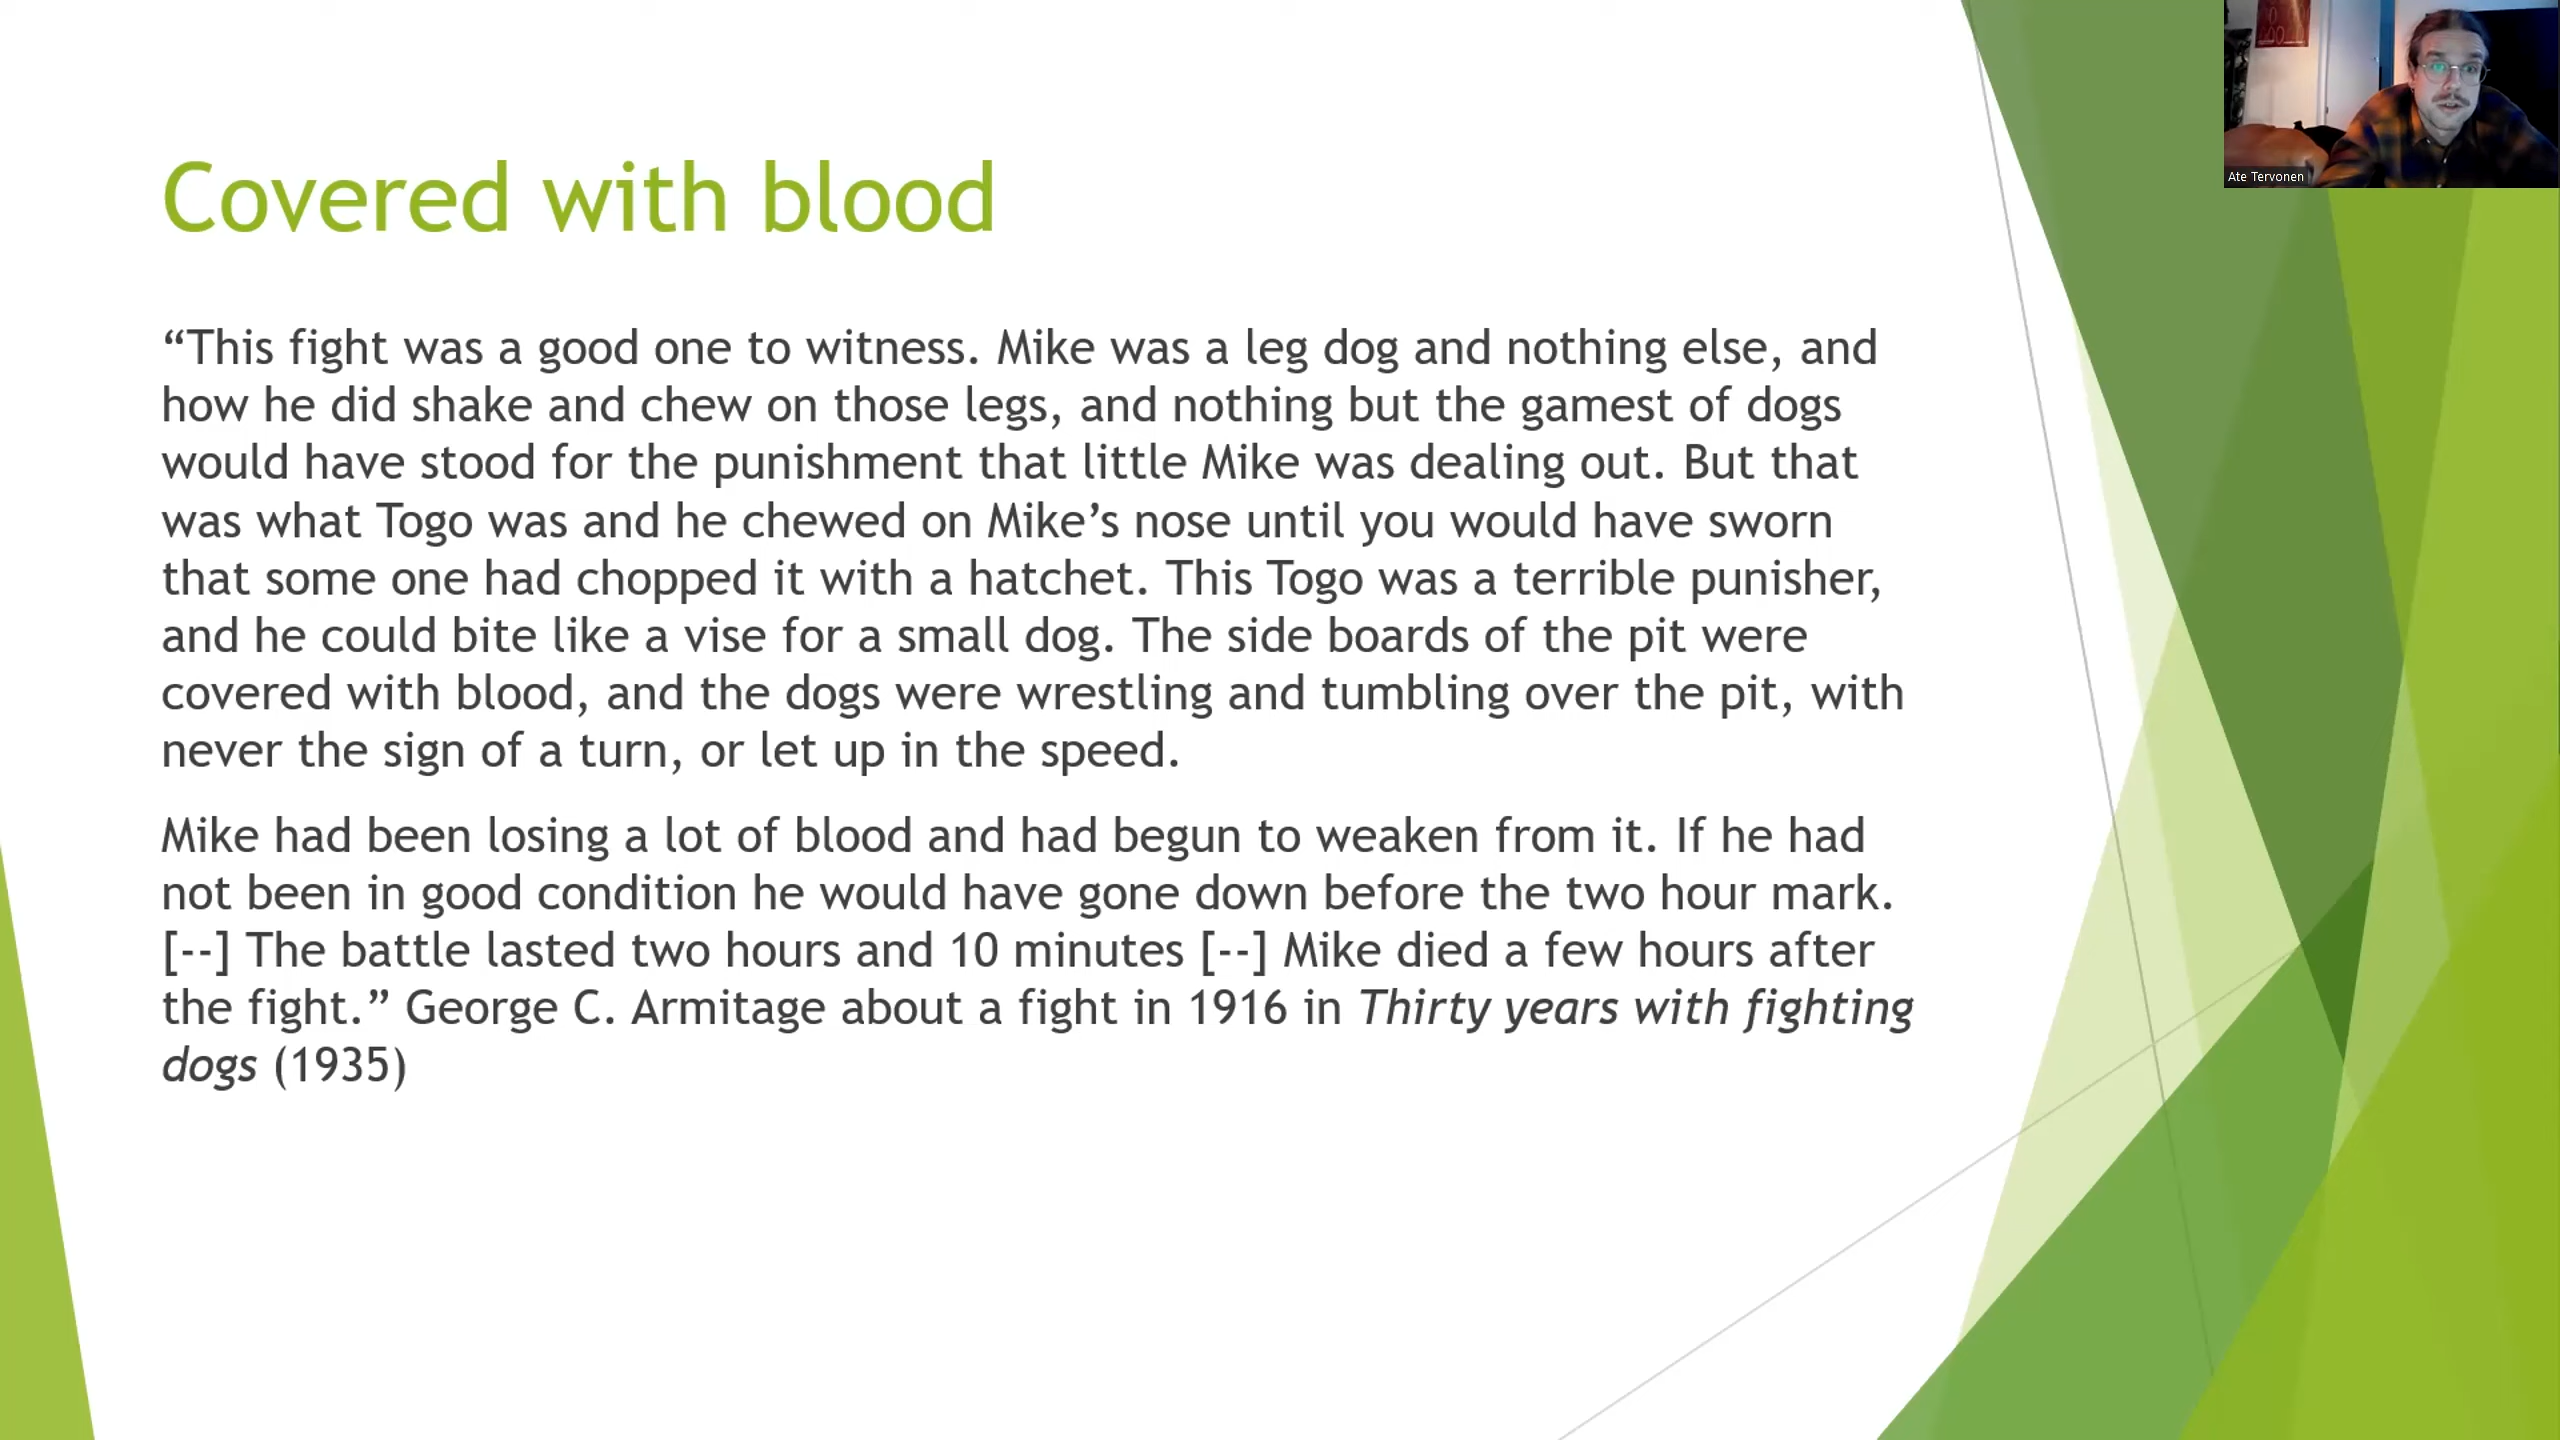 Covered with blood
“This fight was a good one to witness. Mike was a leg dog and nothing else, and
how he did shake and chew on those legs, and nothing but the gamest of dogs
would have stood for the punishment that little Mike was dealing out. But that
was what Togo was and he chewed on Mike’s nose until you would have sworn
that some one had chopped it with a hatchet. This Togo was a terrible punisher,
and he could bite like a vise for a small dog. The side boards of the pit were
covered with blood, and the dogs were wrestling and tumbling over the pit, with
never the sign of a turn, or let up in the speed.
Mike had been losing a lot of blood and had begun to weaken from it. If he had
not been in good condition he would have gone down before the two hour mark.
[--] The battle lasted two hours and 10 minutes [--] Mike died a few hours after
the fight.” George C. Armitage about a fight in 1916 in Thirty years with fighting
dogs (1935)
Ate Tervonen